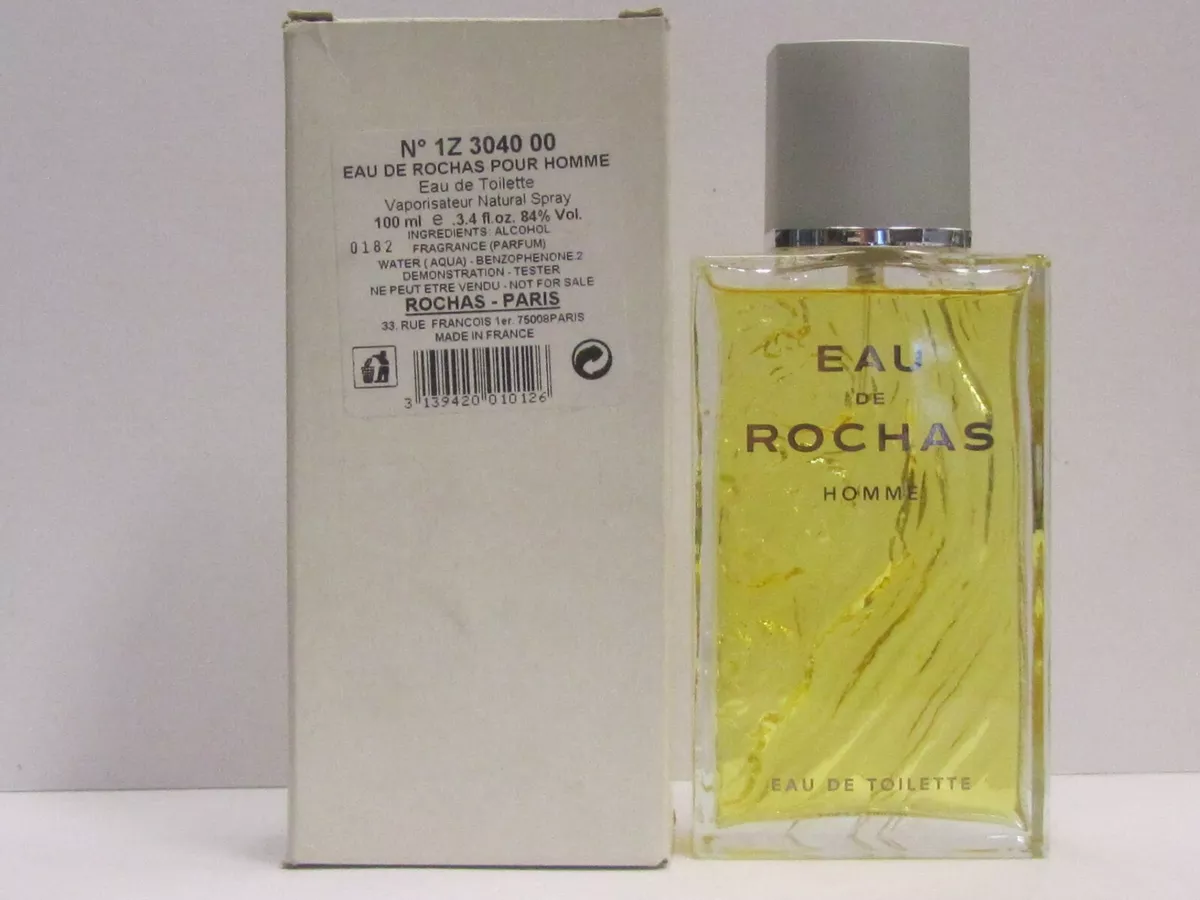 N° 1Z 3040 00
EAU DE ROCHAS POUR HOMME
Eau de Toilette
Vaporisateur Natural Spray
100 ml e .3.4 fl.oz. 84% Vol.
INGREDIENTS: ALCOHOL
0182 FRAGRANCE (PARFUM)
WATER ( AQUA) - BENZOPHENONE.2
DEMONSTRATION - TESTER
NE PEUT ETRE VENDU - NOT FOR SALE
ROCHAS - PARIS
33, RUE FRANCOIS 1er. 75008PARIS
MADE IN FRANCE
3 139420 010126
EAU
DE
ROCHAS
HOMME
EAU DE TOILETTE